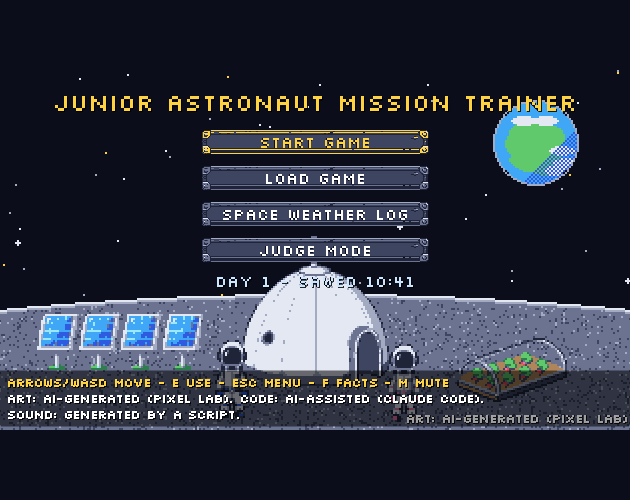 JUNIOR ASTRONAUT MISSION TRAINER
START GAME
LOAD GAME
SPACE WEATHER LOG
JUDGE MODE
DAY 1 - SAVED 10:41
ARROWS/WASD MOVE - E USE - ESC MENU - F FACTS - M MUTE
ART: AI-GENERATED (PIXEL LAB). CODE: AI-ASSISTED (CLAUDE CODE).
SOUND: GENERATED BY A SCRIPT.
ART: AI-GENERATED (PIXEL LAB)